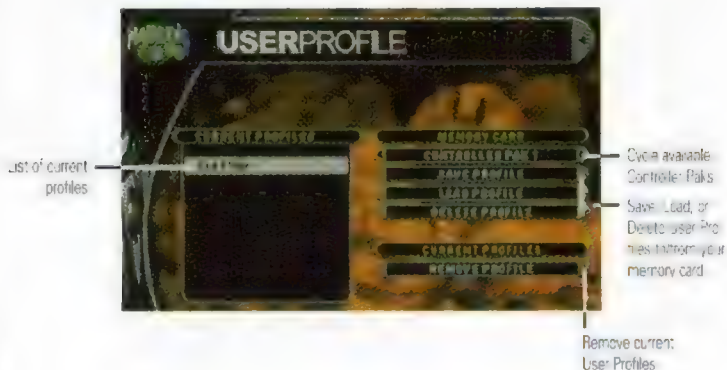 USERPROFILE
CURRENT PROFILES
MEMORY CARD
CONTROLLER PAK 1
SAVE PROFILE
LOAD PROFILE
DELETE PROFILE
CURRENT PROFILES
REMOVE PROFILE
List of current
profiles
Cycle available
Controller Paks
Save, Load, or
Delete User Pro
files to/from your
memory card
Remove current
User Profiles